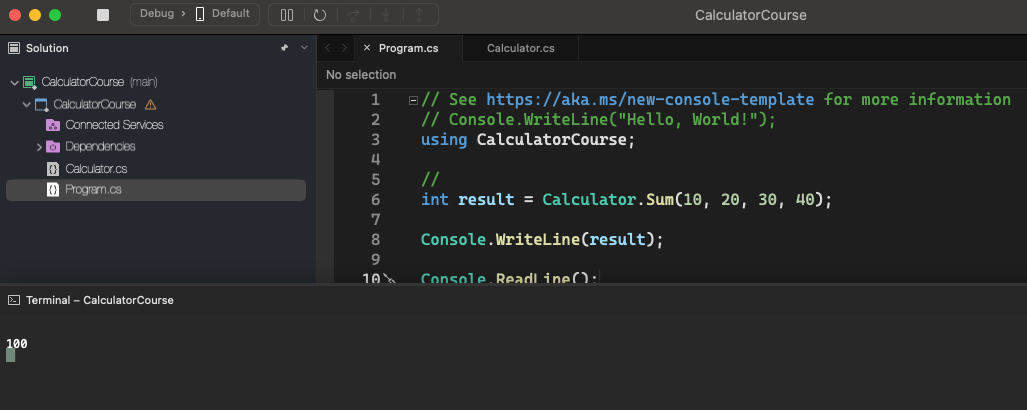 Debug > Default
CalculatorCourse
Solution
CalculatorCourse (main)
CalculatorCourse
Connected Services
Dependencies
Calculator.cs
Program.cs
Program.cs Calculator.cs
No selection
1 // See https://aka.ms/new-console-template for more information
2 // Console.WriteLine("Hello, World!");
3 using CalculatorCourse;
4
5 //
6 int result = Calculator.Sum(10, 20, 30, 40);
7
8 Console.WriteLine(result);
9
10 Console.ReadLine();
Terminal – CalculatorCourse
100